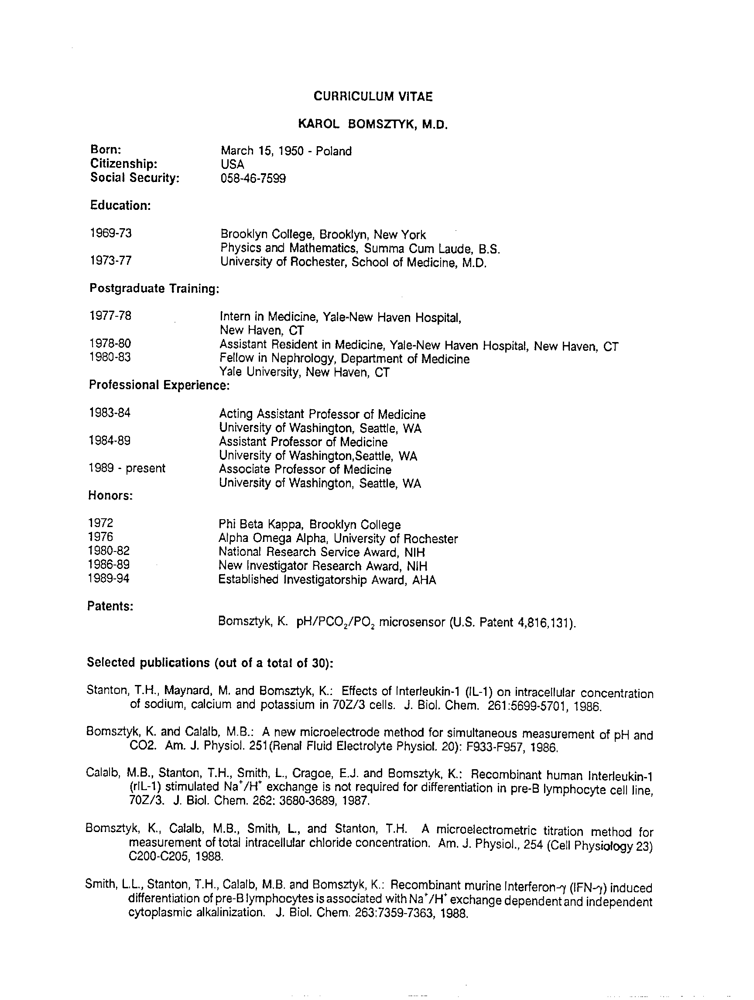 CURRICULUM VITAE
KAROL BOMSZTYK, M.D.
Born: March 15, 1950 - Poland
Citizenship: USA
Social Security: 058-46-7599
Education:
1969-73 Brooklyn College, Brooklyn, New York
Physics and Mathematics, Summa Cum Laude, B.S.
1973-77 University of Rochester, School of Medicine, M.D.
Postgraduate Training:
1977-78 Intern in Medicine, Yale-New Haven Hospital,
New Haven, CT
1978-80 Assistant Resident in Medicine, Yale-New Haven Hospital, New Haven, CT
1980-83 Fellow in Nephrology, Department of Medicine
Yale University, New Haven, CT
Professional Experience:
1983-84 Acting Assistant Professor of Medicine
University of Washington, Seattle, WA
1984-89 Assistant Professor of Medicine
University of Washington,Seattle, WA
1989 - present Associate Professor of Medicine
University of Washington, Seattle, WA
Honors:
1972 Phi Beta Kappa, Brooklyn College
1976 Alpha Omega Alpha, University of Rochester
1980-82 National Research Service Award, NIH
1986-89 New Investigator Research Award, NIH
1989-94 Established Investigatorship Award, AHA
Patents:
Bomsztyk, K. pH/PCO₂/PO₂ microsensor (U.S. Patent 4,816,131).
Selected publications (out of a total of 30):
Stanton, T.H., Maynard, M. and Bomsztyk, K.: Effects of Interleukin-1 (IL-1) on intracellular concentration
of sodium, calcium and potassium in 70Z/3 cells. J. Biol. Chem. 261:5699-5701, 1986.
Bomsztyk, K. and Calalb, M.B.: A new microelectrode method for simultaneous measurement of pH and
CO2. Am. J. Physiol. 251(Renal Fluid Electrolyte Physiol. 20): F933-F957, 1986.
Calalb, M.B., Stanton, T.H., Smith, L., Cragoe, E.J. and Bomsztyk, K.: Recombinant human Interleukin-1
(rIL-1) stimulated Na⁺/H⁺ exchange is not required for differentiation in pre-B lymphocyte cell line,
70Z/3. J. Biol. Chem. 262: 3680-3689, 1987.
Bomsztyk, K., Calalb, M.B., Smith, L., and Stanton, T.H. A microelectrometric titration method for
measurement of total intracellular chloride concentration. Am. J. Physiol., 254 (Cell Physiology 23)
C200-C205, 1988.
Smith, L.L., Stanton, T.H., Calalb, M.B. and Bomsztyk, K.: Recombinant murine Interferon-γ (IFN-γ) induced
differentiation of pre-B lymphocytes is associated with Na⁺/H⁺ exchange dependent and independent
cytoplasmic alkalinization. J. Biol. Chem. 263:7359-7363, 1988.